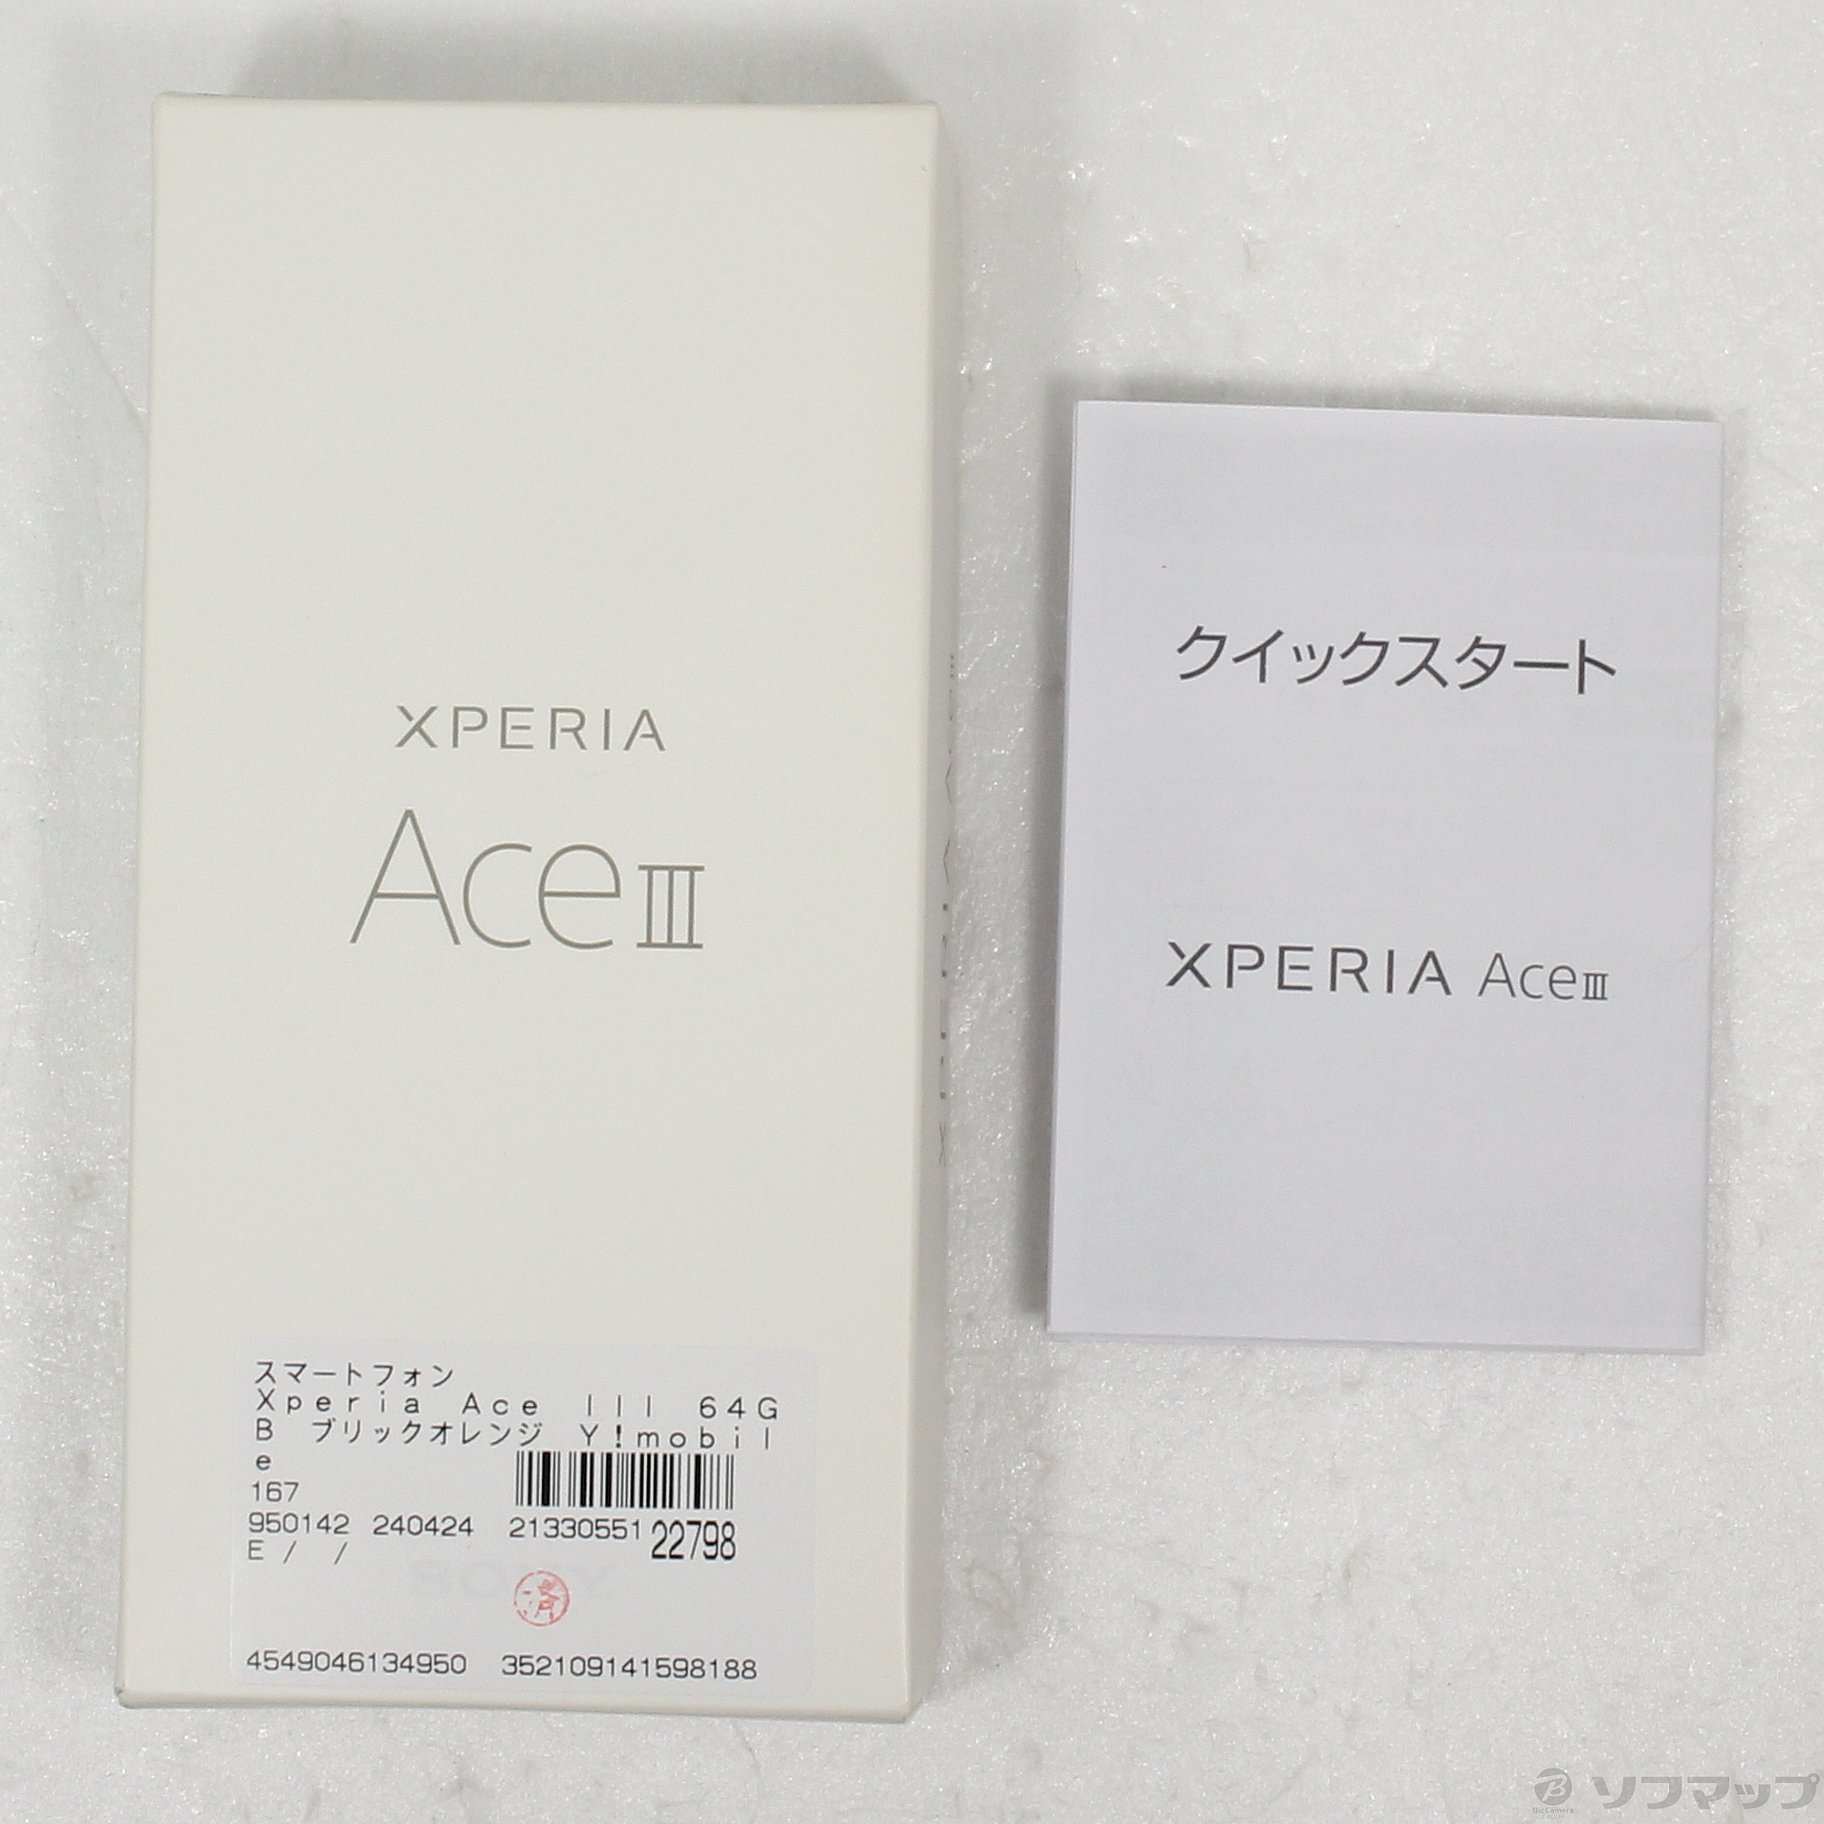 XPERIA
Ace III
スマートフォン
Xperia Ace III 64G
B ブリックオレンジ Y!mobil
e
167
950142 240424 21330551 22798
E / /
4549046134950 352109141598188
クイックスタート
XPERIA Ace III
BicCamera
ソフマップ